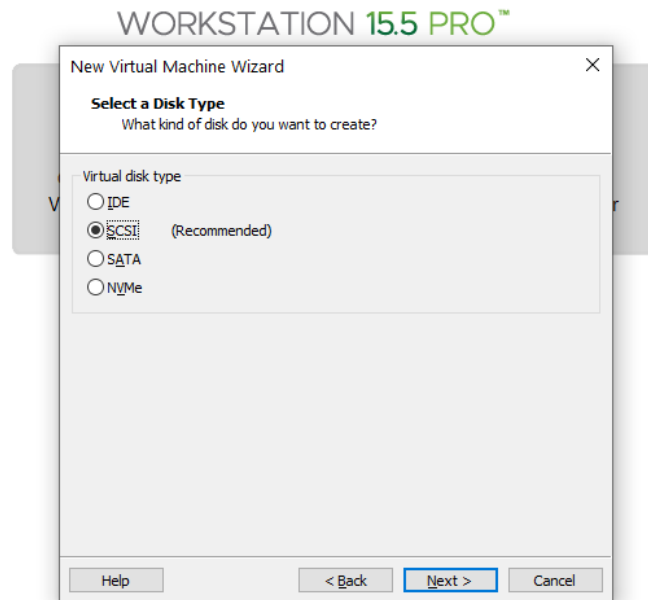 WORKSTATION 15.5 PRO™
New Virtual Machine Wizard
Select a Disk Type
What kind of disk do you want to create?
Virtual disk type
IDE
SCSI (Recommended)
SATA
NVMe
Help < Back Next > Cancel